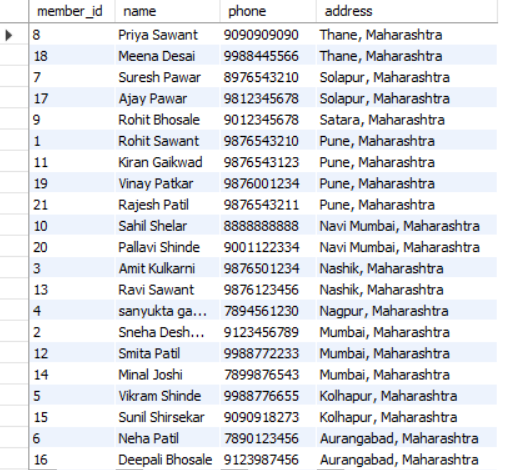 member_id name phone address
8 Priya Sawant 9090909090 Thane, Maharashtra
18 Meena Desai 9988445566 Thane, Maharashtra
7 Suresh Pawar 8976543210 Solapur, Maharashtra
17 Ajay Pawar 9812345678 Solapur, Maharashtra
9 Rohit Bhosale 9012345678 Satara, Maharashtra
1 Rohit Sawant 9876543210 Pune, Maharashtra
11 Kiran Gaikwad 9876543123 Pune, Maharashtra
19 Vinay Patkar 9876001234 Pune, Maharashtra
21 Rajesh Patil 9876543211 Pune, Maharashtra
10 Sahil Shelar 8888888888 Navi Mumbai, Maharashtra
20 Pallavi Shinde 9001122334 Navi Mumbai, Maharashtra
3 Amit Kulkarni 9876501234 Nashik, Maharashtra
13 Ravi Sawant 9876123456 Nashik, Maharashtra
4 sanyukta ga... 7894561230 Nagpur, Maharashtra
2 Sneha Desh... 9123456789 Mumbai, Maharashtra
12 Smita Patil 9988772233 Mumbai, Maharashtra
14 Minal Joshi 7899876543 Mumbai, Maharashtra
5 Vikram Shinde 9988776655 Kolhapur, Maharashtra
15 Sunil Shirsekar 9090918273 Kolhapur, Maharashtra
6 Neha Patil 7890123456 Aurangabad, Maharashtra
16 Deepali Bhosale 9123987456 Aurangabad, Maharashtra